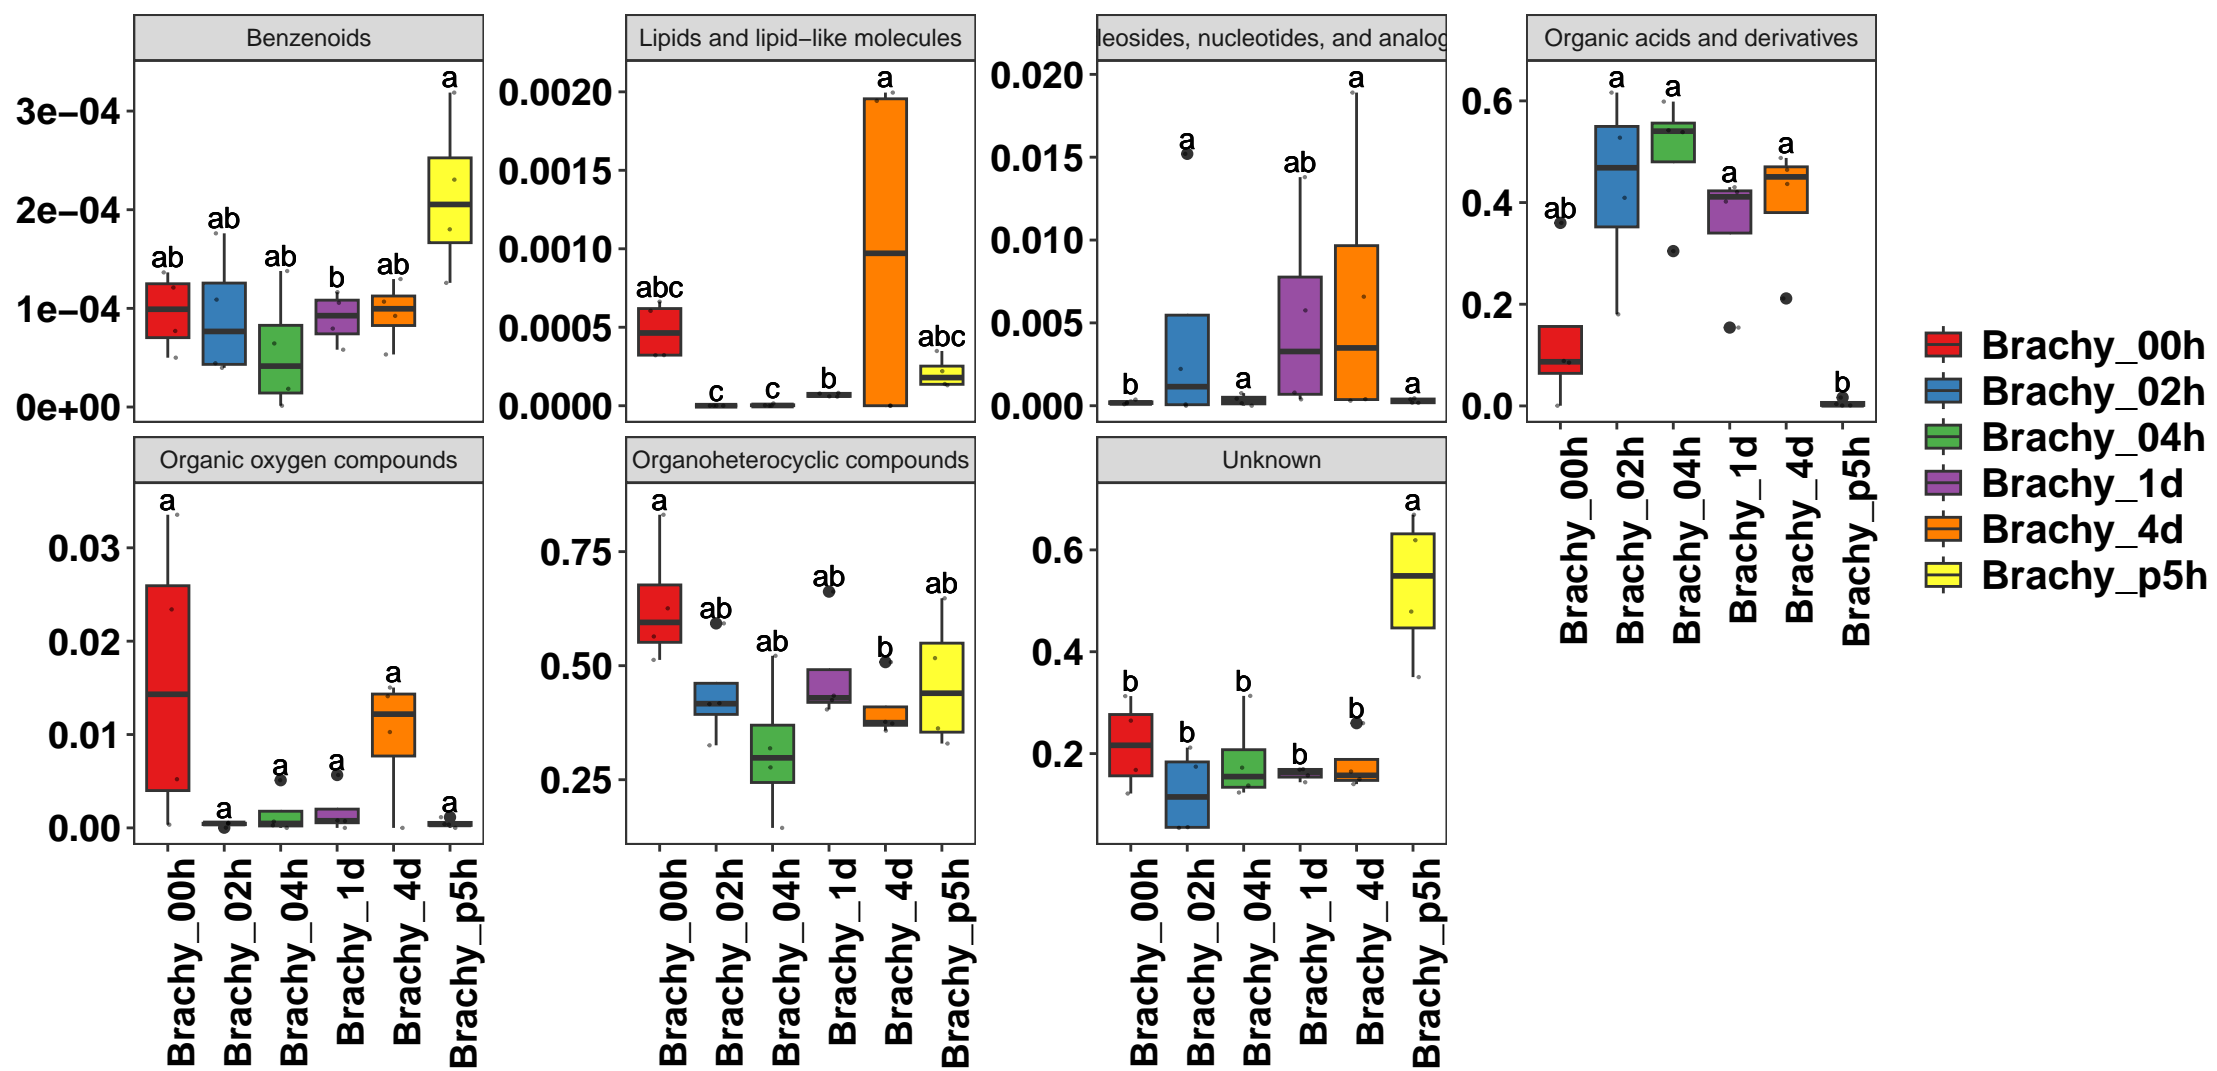 Benzenoids
3e−04
2e−04
1e−04
0e+00
ab
ab
ab
b
ab
a
Lipids and lipid−like molecules
0.0020
0.0015
0.0010
0.0005
0.0000
abc
c
c
b
a
abc
leosides, nucleotides, and analog
0.020
0.015
0.010
0.005
0.000
b
a
a
ab
a
a
Organic acids and derivatives
0.6
0.4
0.2
0.0
ab
a
a
a
a
b
Brachy_00h
Brachy_02h
Brachy_04h
Brachy_1d
Brachy_4d
Brachy_p5h
Organic oxygen compounds
0.03
0.02
0.01
0.00
a
a
a
a
a
a
Brachy_00h
Brachy_02h
Brachy_04h
Brachy_1d
Brachy_4d
Brachy_p5h
Organoheterocyclic compounds
0.75
0.50
0.25
a
ab
ab
ab
b
ab
Brachy_00h
Brachy_02h
Brachy_04h
Brachy_1d
Brachy_4d
Brachy_p5h
Unknown
0.6
0.4
0.2
b
b
b
b
b
a
Brachy_00h
Brachy_02h
Brachy_04h
Brachy_1d
Brachy_4d
Brachy_p5h
Brachy_00h
Brachy_02h
Brachy_04h
Brachy_1d
Brachy_4d
Brachy_p5h